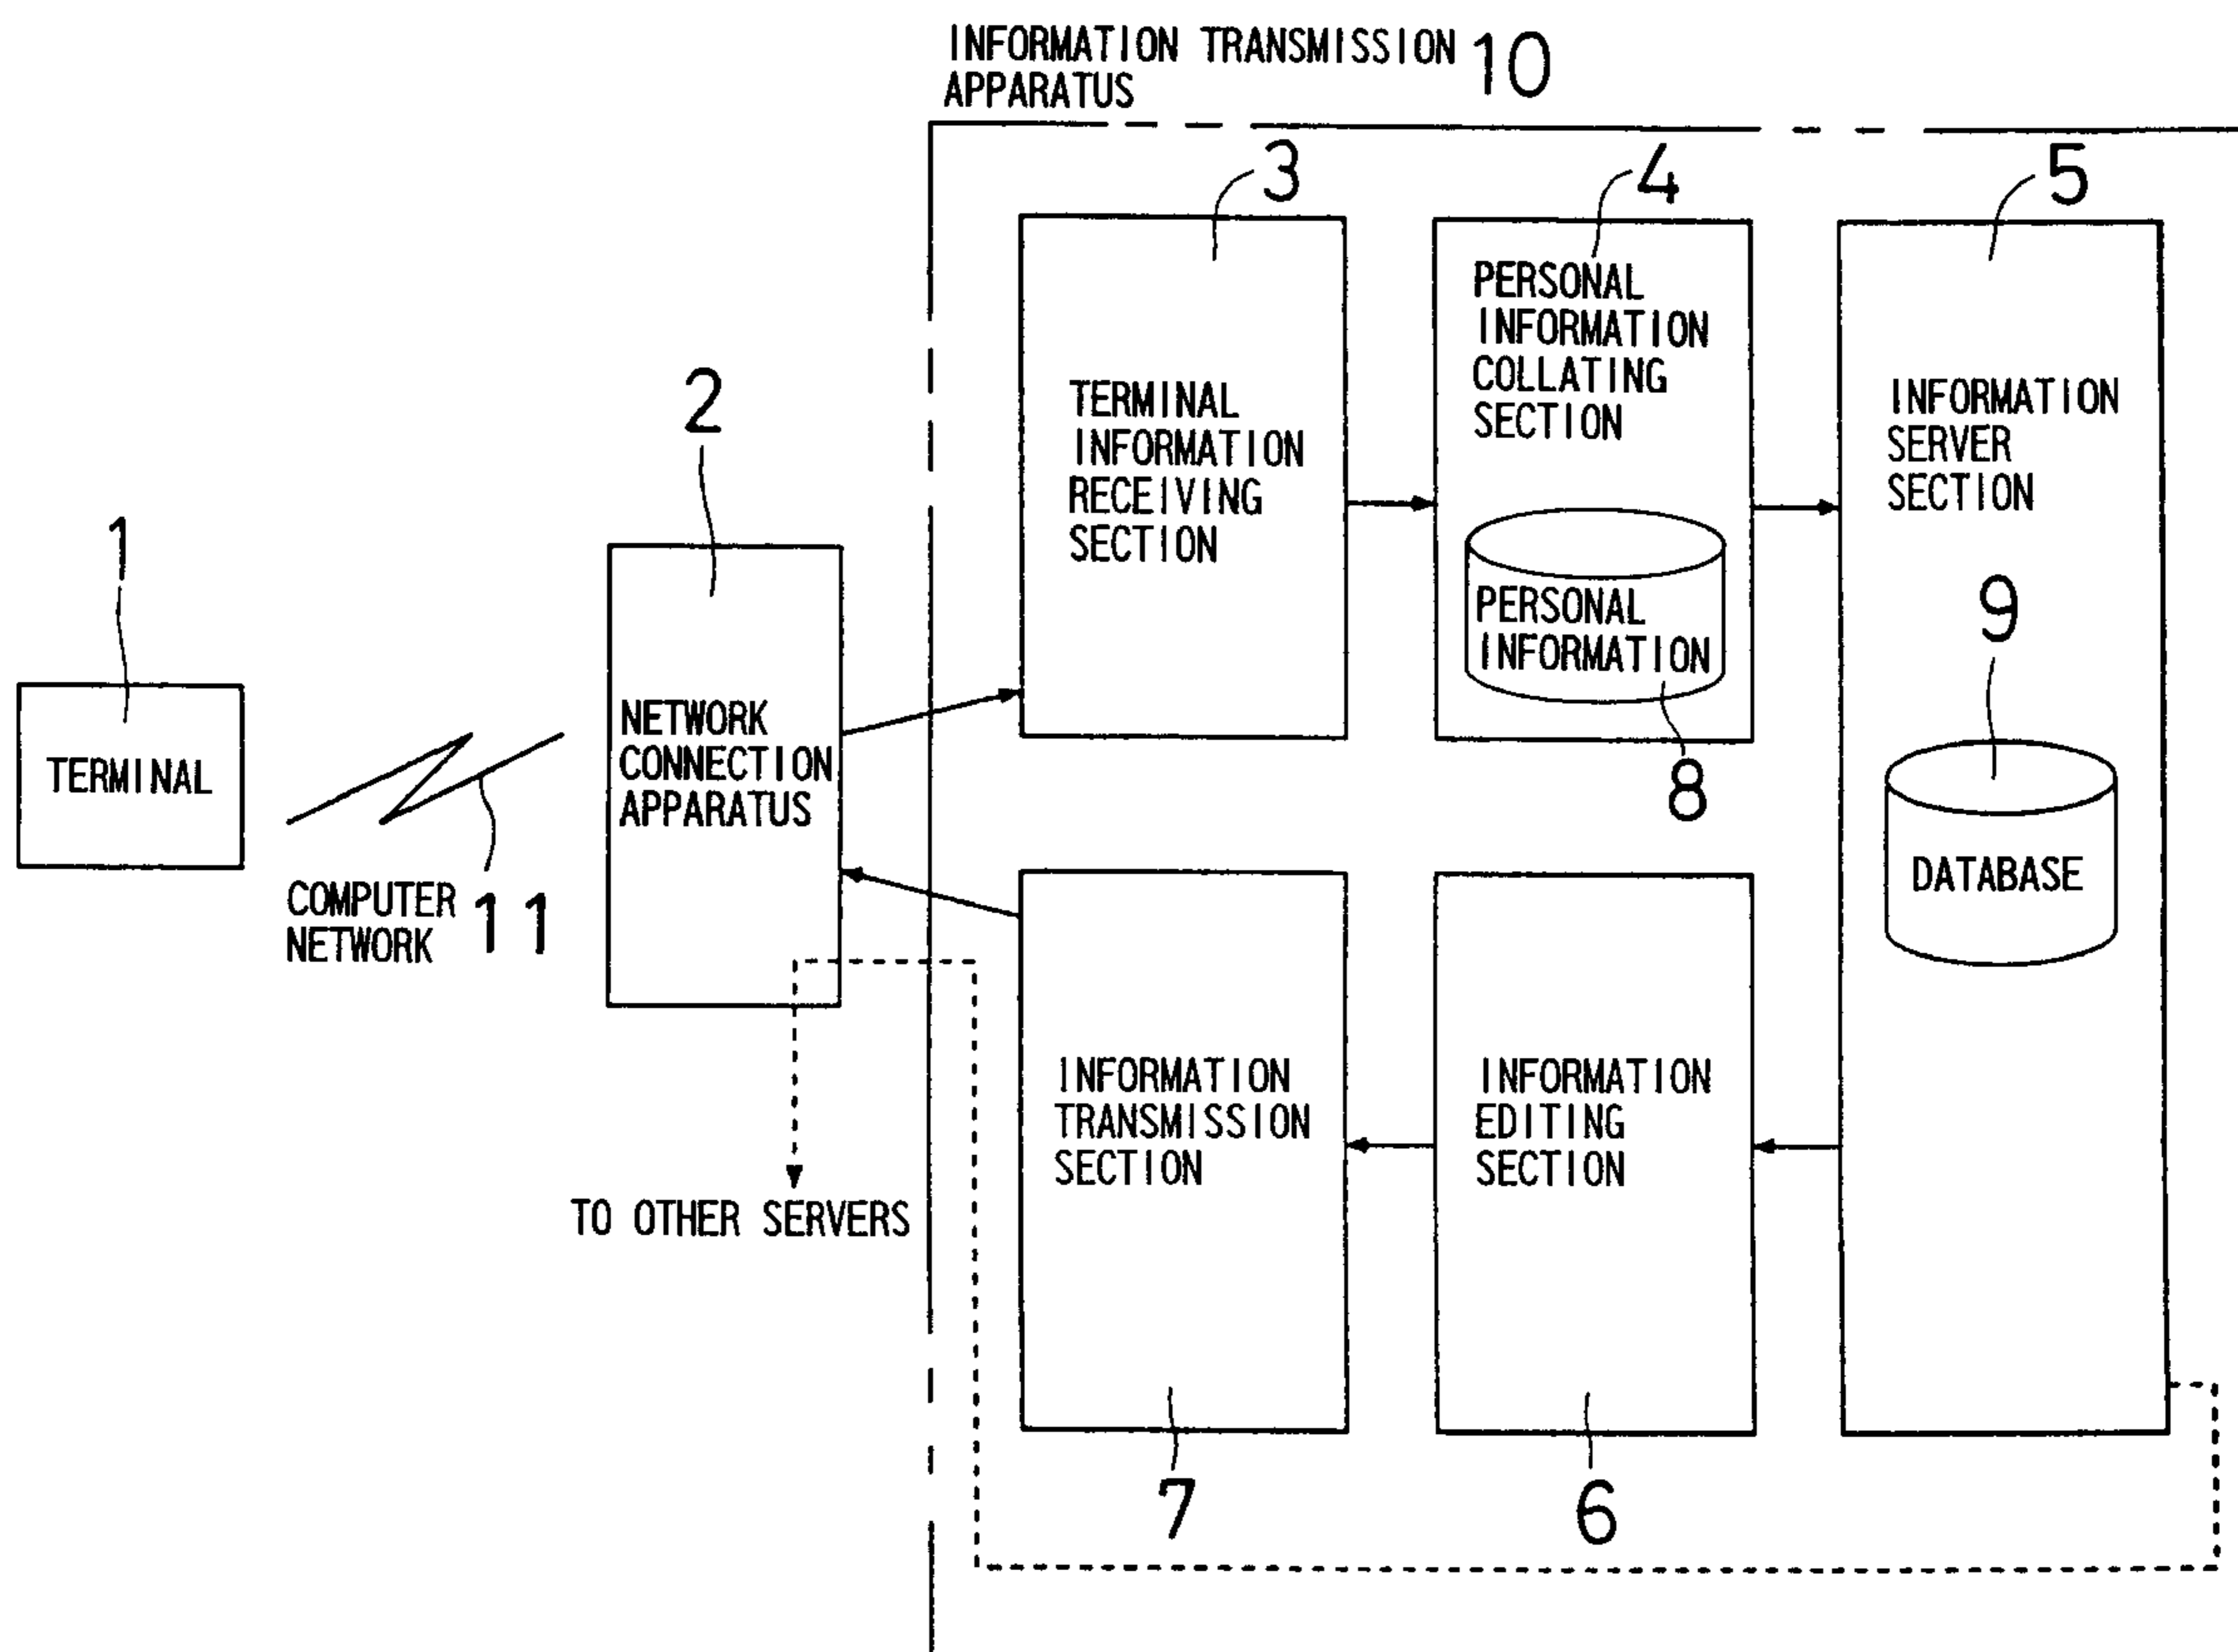 INFORMATION TRANSMISSION 10
APPARATUS
3
4
5
PERSONAL
INFORMATION
COLLATING
SECTION
TERMINAL
INFORMATION
RECEIVING
SECTION
INFORMATION
SERVER
SECTION
2
1
PERSONAL
INFORMATION
9
NETWORK
CONNECTION
APPARATUS
TERMINAL
8
DATABASE
COMPUTER
NETWORK
11
INFORMATION
TRANSMISSION
SECTION
INFORMATION
EDITING
SECTION
TO OTHER SERVERS
7
6